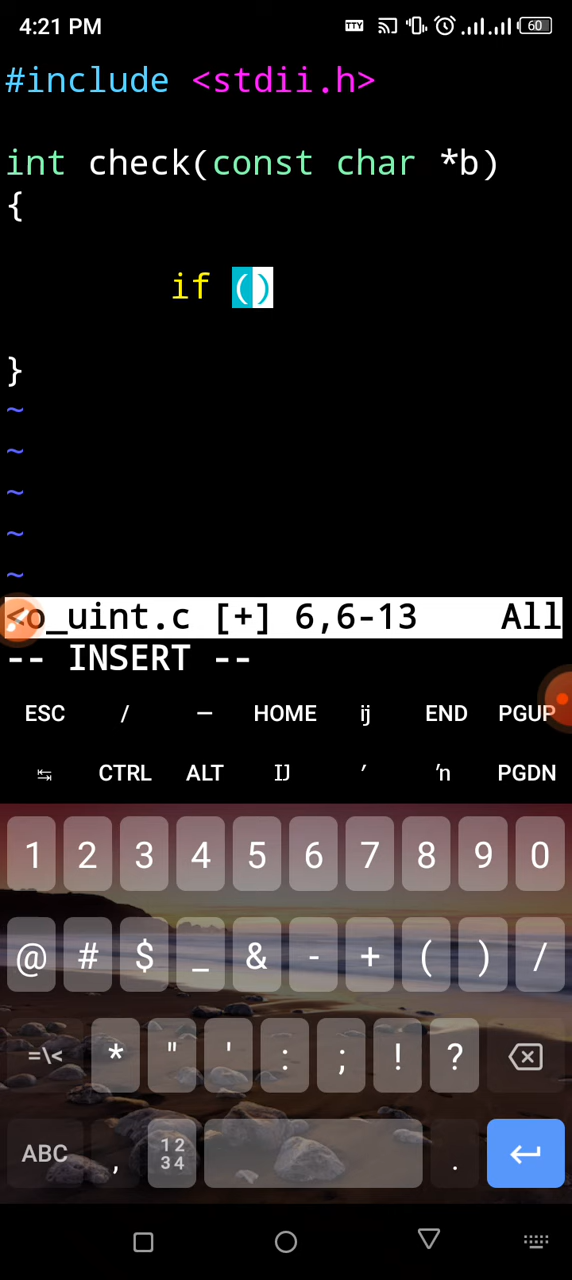 4:21 PM TTY 60
#include <stdii.h>
int check(const char *b)
{
if ()
}
~
~
~
~
~
<o_uint.c [+] 6,6-13 All
-- INSERT --
ESC / — HOME ĳ END PGUP
↹ CTRL ALT Ĳ ′ ŉ PGDN
1 2 3 4 5 6 7 8 9 0
@ # $ _ & - + ( ) /
=\< * " ' : ; ! ?
ABC , 12 34 .